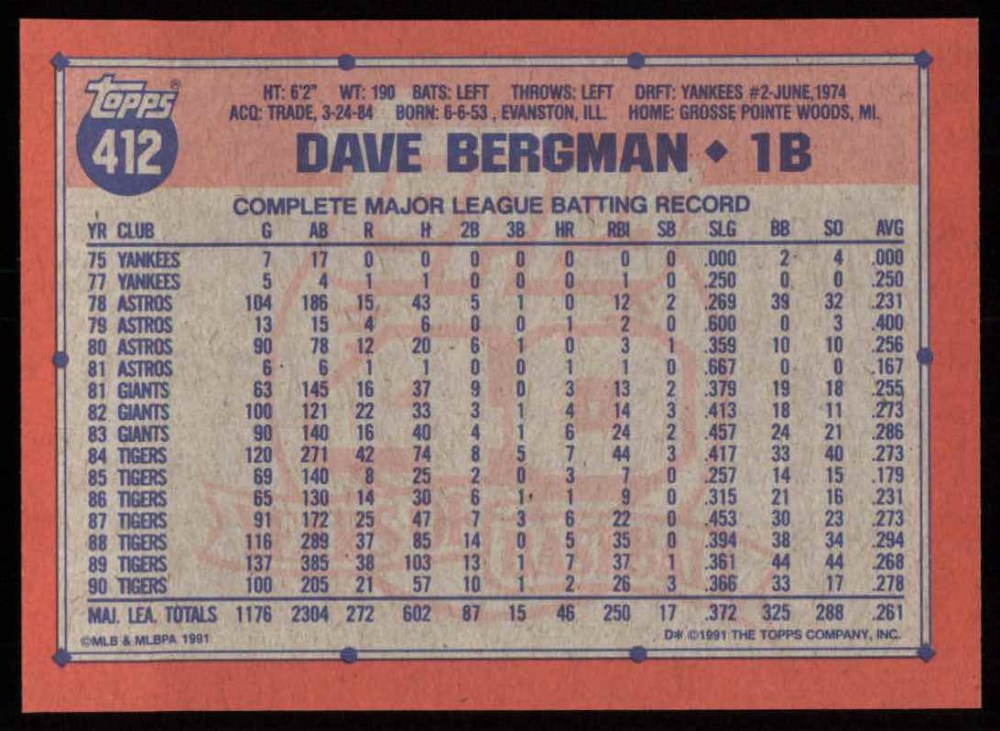 topps®
412
HT: 6'2" WT: 190 BATS: LEFT THROWS: LEFT DRFT: YANKEES #2-JUNE, 1974
ACQ: TRADE, 3-24-84 BORN: 6-6-53 , EVANSTON, ILL. HOME: GROSSE POINTE WOODS, MI.
DAVE BERGMAN ◆ 1B
COMPLETE MAJOR LEAGUE BATTING RECORD
YR CLUB G AB R H 2B 3B HR RBI SB SLG BB SO AVG
75 YANKEES 7 17 0 0 0 0 0 0 0 .000 2 4 .000
77 YANKEES 5 4 1 1 0 0 0 1 0 .250 0 0 .250
78 ASTROS 104 186 15 43 5 1 0 12 2 .269 39 32 .231
79 ASTROS 13 15 4 6 0 0 1 2 0 .600 0 3 .400
80 ASTROS 90 78 12 20 6 1 0 3 1 .359 10 10 .256
81 ASTROS 6 6 1 1 0 0 1 1 0 .667 0 0 .167
81 GIANTS 63 145 16 37 9 0 3 13 2 .379 19 18 .255
82 GIANTS 100 121 22 33 3 1 4 14 3 .413 18 11 .273
83 GIANTS 90 140 16 40 4 1 6 24 2 .457 24 21 .286
84 TIGERS 120 271 42 74 8 5 7 44 3 .417 33 40 .273
85 TIGERS 69 140 8 25 2 0 3 7 0 .257 14 15 .179
86 TIGERS 65 130 14 30 6 1 1 9 0 .315 21 16 .231
87 TIGERS 91 172 25 47 7 3 6 22 0 .453 30 23 .273
88 TIGERS 116 289 37 85 14 0 5 35 0 .394 38 34 .294
89 TIGERS 137 385 38 103 13 1 7 37 1 .361 44 44 .268
90 TIGERS 100 205 21 57 10 1 2 26 3 .366 33 17 .278
MAJ. LEA. TOTALS 1176 2304 272 602 87 15 46 250 17 .372 325 288 .261
©MLB & MLBPA 1991 D* ©1991 THE TOPPS COMPANY, INC.